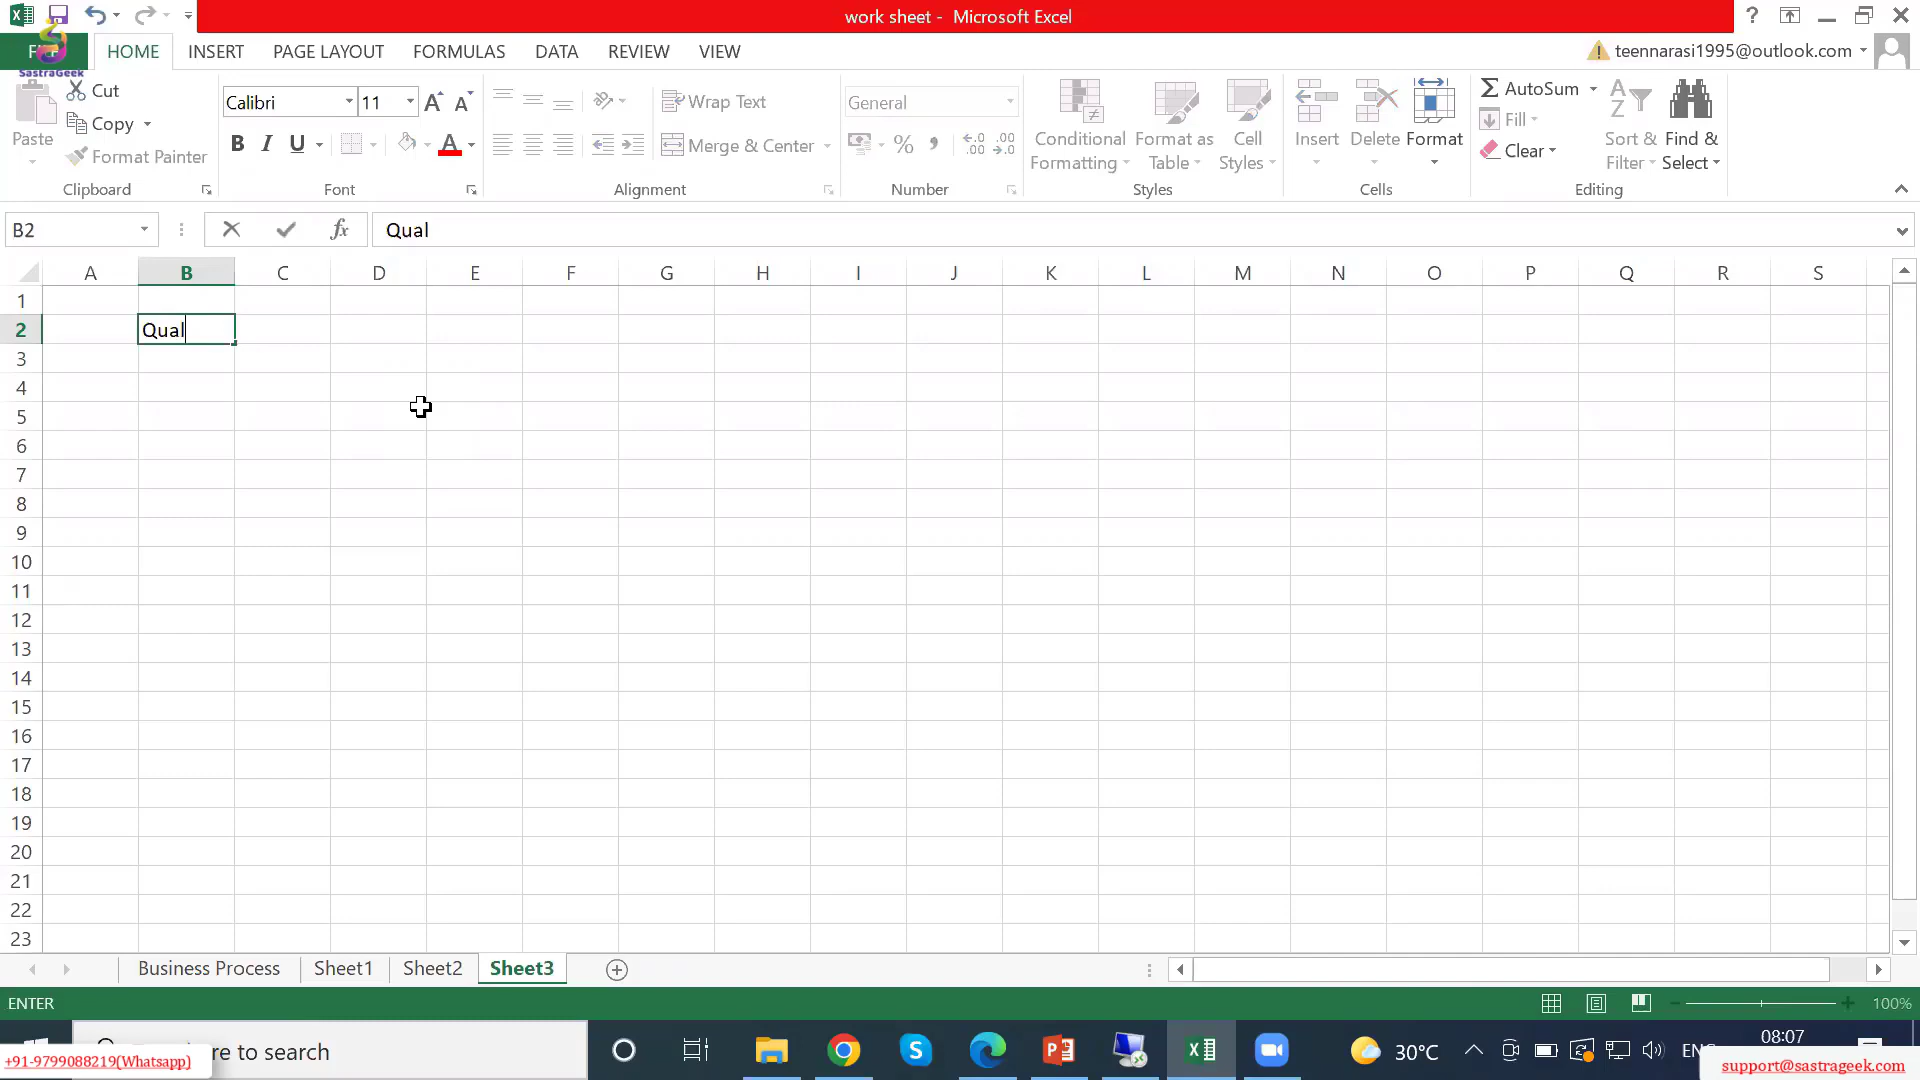 work sheet - Microsoft Excel
SastraGeek
HOME INSERT PAGE LAYOUT FORMULAS DATA REVIEW VIEW
teennarasi1995@outlook.com
Paste
Cut
Copy
Format Painter
Clipboard
Calibri 11
B I U A
Font
Wrap Text
Merge & Center
Alignment
General
%
Number
Conditional Formatting
Format as Table
Cell Styles
Styles
Insert Delete Format
Cells
AutoSum
Fill
Clear
Sort & Filter
Find & Select
Editing
B2 fx Qual
A B C D E F G H I J K L M N O P Q R S
1
2 Qual
3
4
5
6
7
8
9
10
11
12
13
14
15
16
17
18
19
20
21
22
23
Business Process Sheet1 Sheet2 Sheet3
ENTER 100%
re to search
30°C
08:07
+91-9799088219(Whatsapp)
support@sastrageek.com